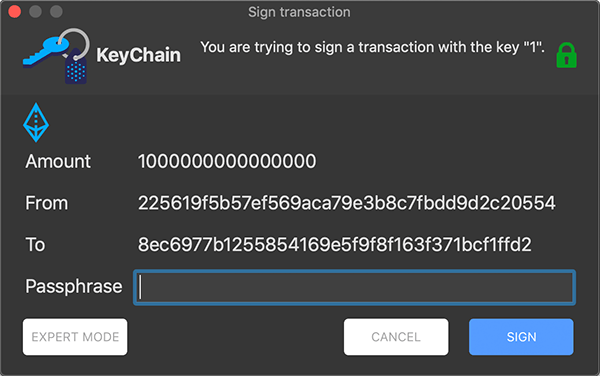 Sign transaction
KeyChain
You are trying to sign a transaction with the key "1".
Amount 1000000000000000
From 225619f5b57ef569aca79e3b8c7fbdd9d2c20554
To 8ec6977b1255854169e5f9f8f163f371bcf1ffd2
Passphrase
EXPERT MODE CANCEL SIGN